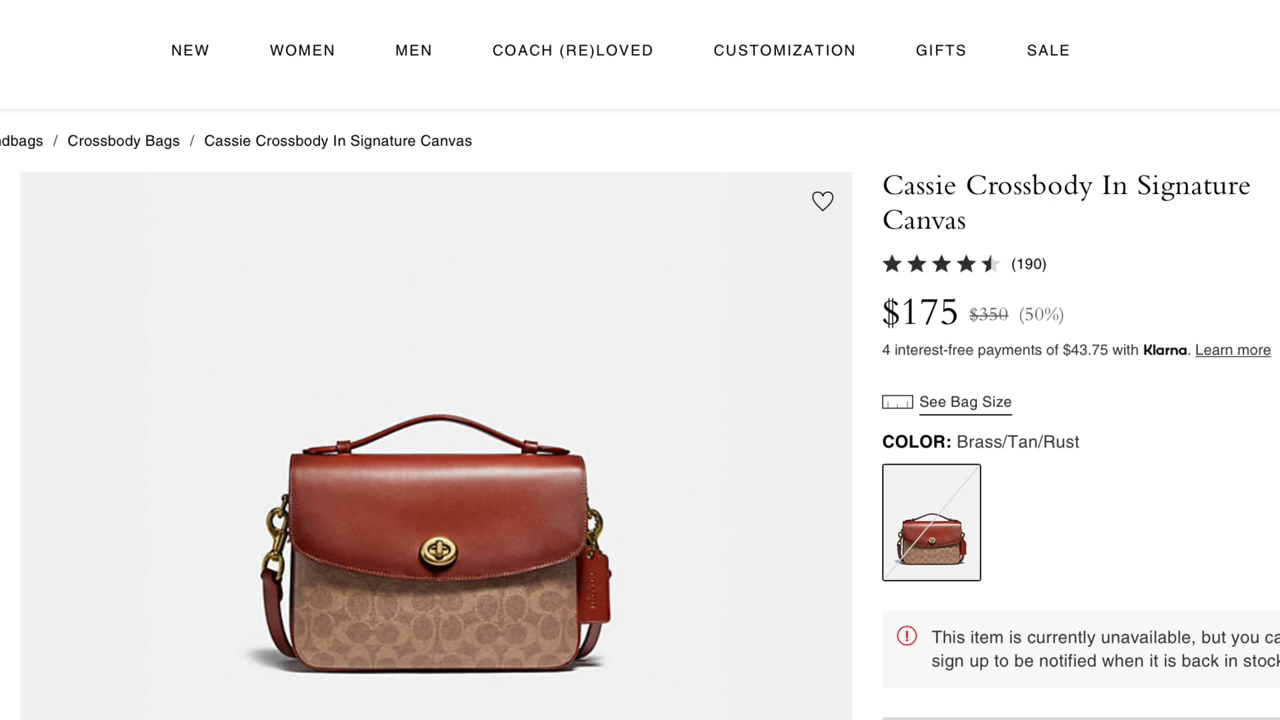 NEW WOMEN MEN COACH (RE)LOVED CUSTOMIZATION GIFTS SALE
/ Crossbody Bags / Cassie Crossbody In Signature Canvas
Cassie Crossbody In Signature
Canvas
(190)
$175 $350 (50%)
4 interest-free payments of $43.75 with Klarna. Learn more
See Bag Size
COLOR: Brass/Tan/Rust
This item is currently unavailable, but you
sign up to be notified when it is back in